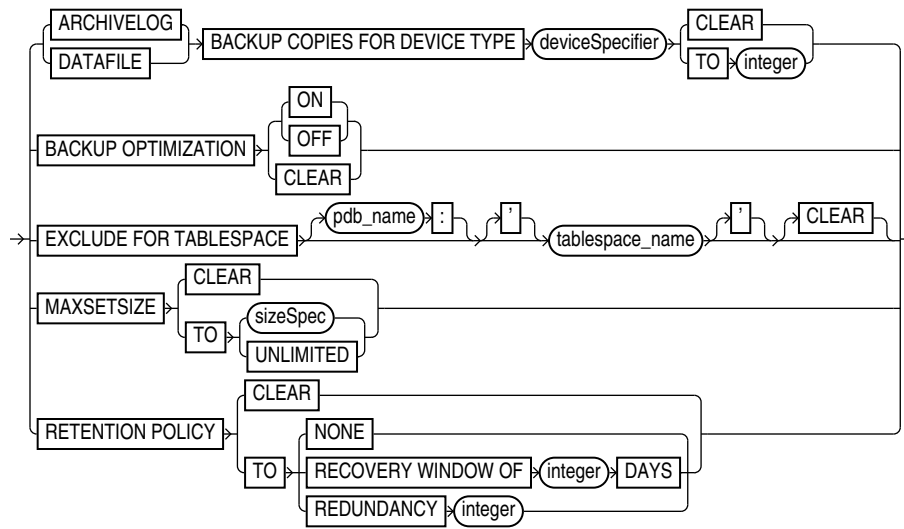 ARCHIVELOG
DATAFILE
BACKUP COPIES FOR DEVICE TYPE deviceSpecifier
CLEAR
TO integer
BACKUP OPTIMIZATION
ON
OFF
CLEAR
EXCLUDE FOR TABLESPACE pdb_name : ' tablespace_name ' CLEAR
MAXSETSIZE
CLEAR
TO
sizeSpec
UNLIMITED
RETENTION POLICY
CLEAR
TO
NONE
RECOVERY WINDOW OF integer DAYS
REDUNDANCY integer